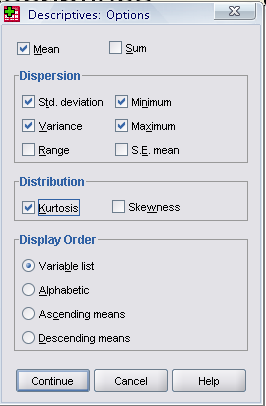 Descriptives: Options
Mean Sum
Dispersion
Std. deviation Minimum
Variance Maximum
Range S.E. mean
Distribution
Kurtosis Skewness
Display Order
Variable list
Alphabetic
Ascending means
Descending means
Continue Cancel Help